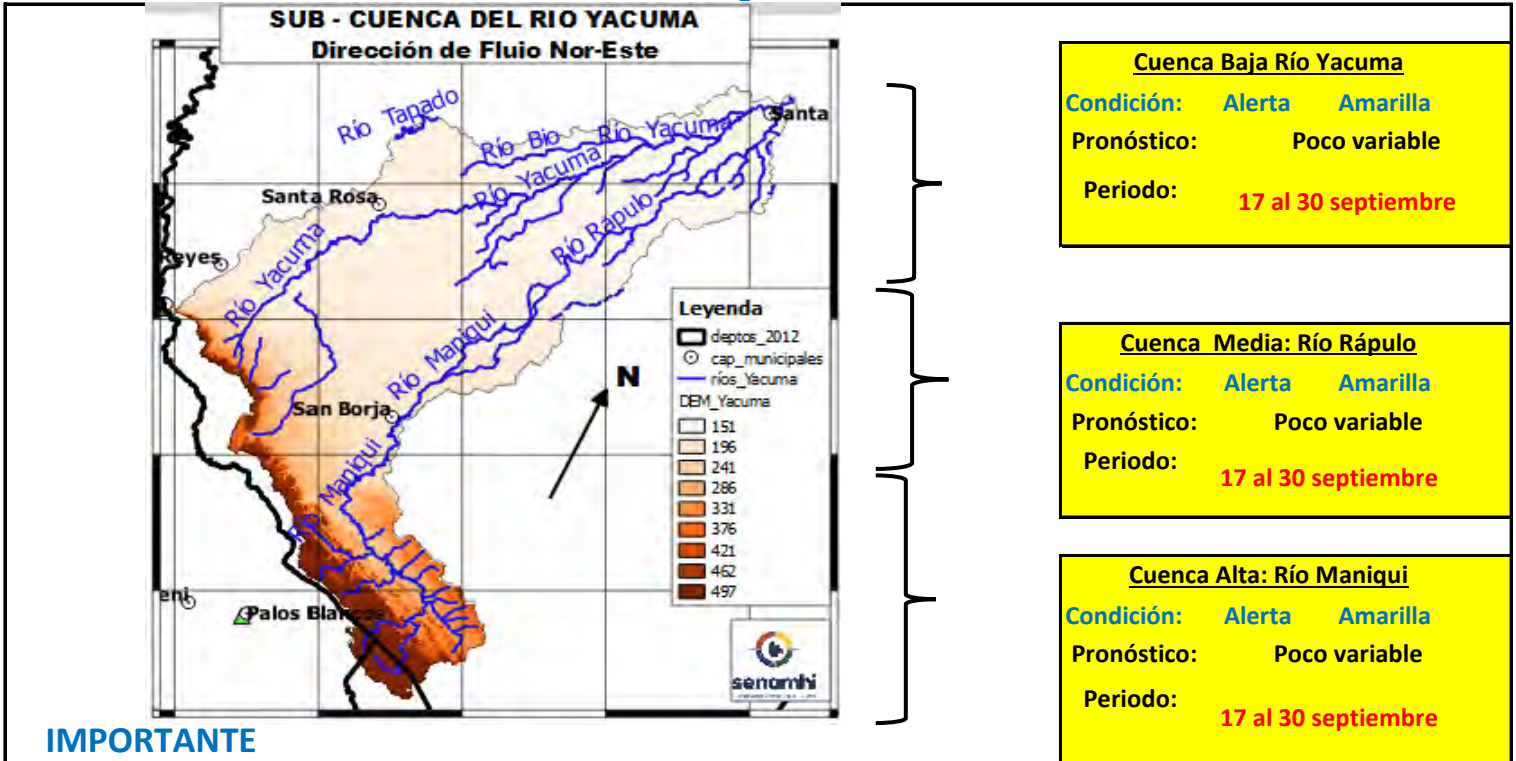 SUB - CUENCA DEL RIO YACUMA
Dirección de Flujo Nor-Este
Río Tapado
Río Bio
Río Yacuma
Santa
Río Yacuma
Santa Rosa
Río Rápulo
Reyes
Río Yacuma
Río Maniqui
San Borja
Río Maniqui
eni
Palos Blancos
Leyenda
deptos_2012
cap_municipales
ríos_Yacuma
DEM_Yacuma
151
196
241
286
331
376
421
462
497
N
senamhi
Cuenca Baja Río Yacuma
Condición: Alerta Amarilla
Pronóstico: Poco variable
Periodo: 17 al 30 septiembre
Cuenca Media: Río Rápulo
Condición: Alerta Amarilla
Pronóstico: Poco variable
Periodo: 17 al 30 septiembre
Cuenca Alta: Río Maniqui
Condición: Alerta Amarilla
Pronóstico: Poco variable
Periodo: 17 al 30 septiembre
IMPORTANTE